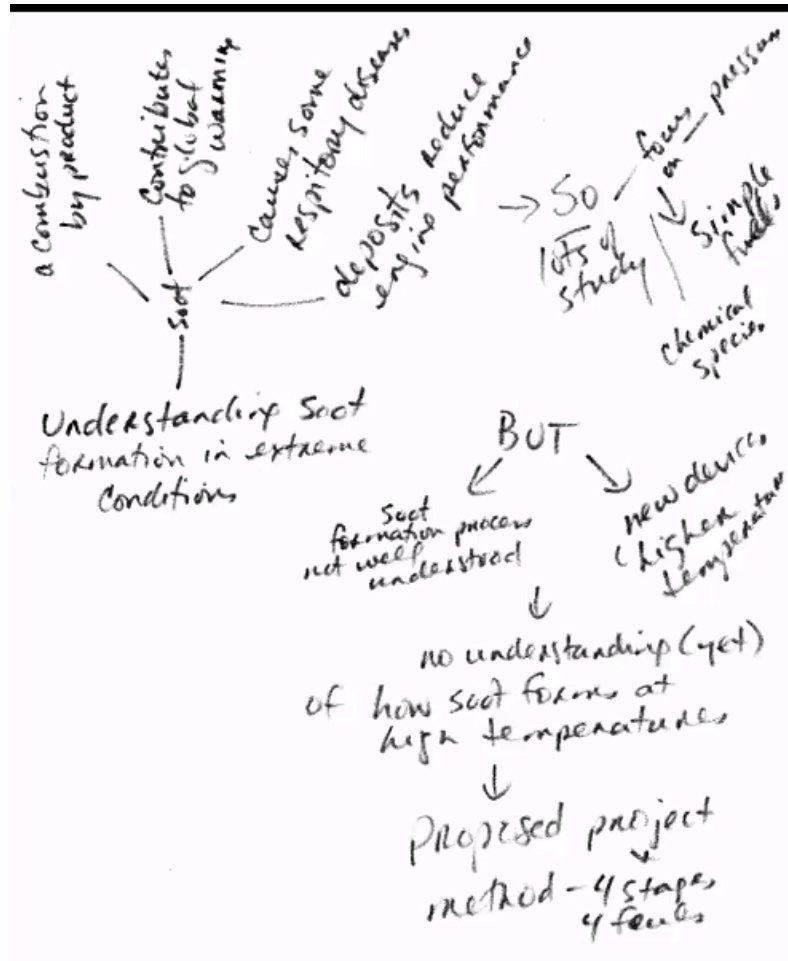 a combustion
by product
Contributes
to global
warming
Causes some
respitory diseases
deposits reduce
engine performance
Soot
Understanding Soot
formation in extreme
Conditions
→ So
lots of
study
focus
on
pressure
simple
fuels
chemical
species
BUT
soot
formation process
not well
understood
new devices
(higher
temperature
no understanding (yet)
of how soot forms at
high temperatures
Proposed project
method - 4 stages
4 fuels